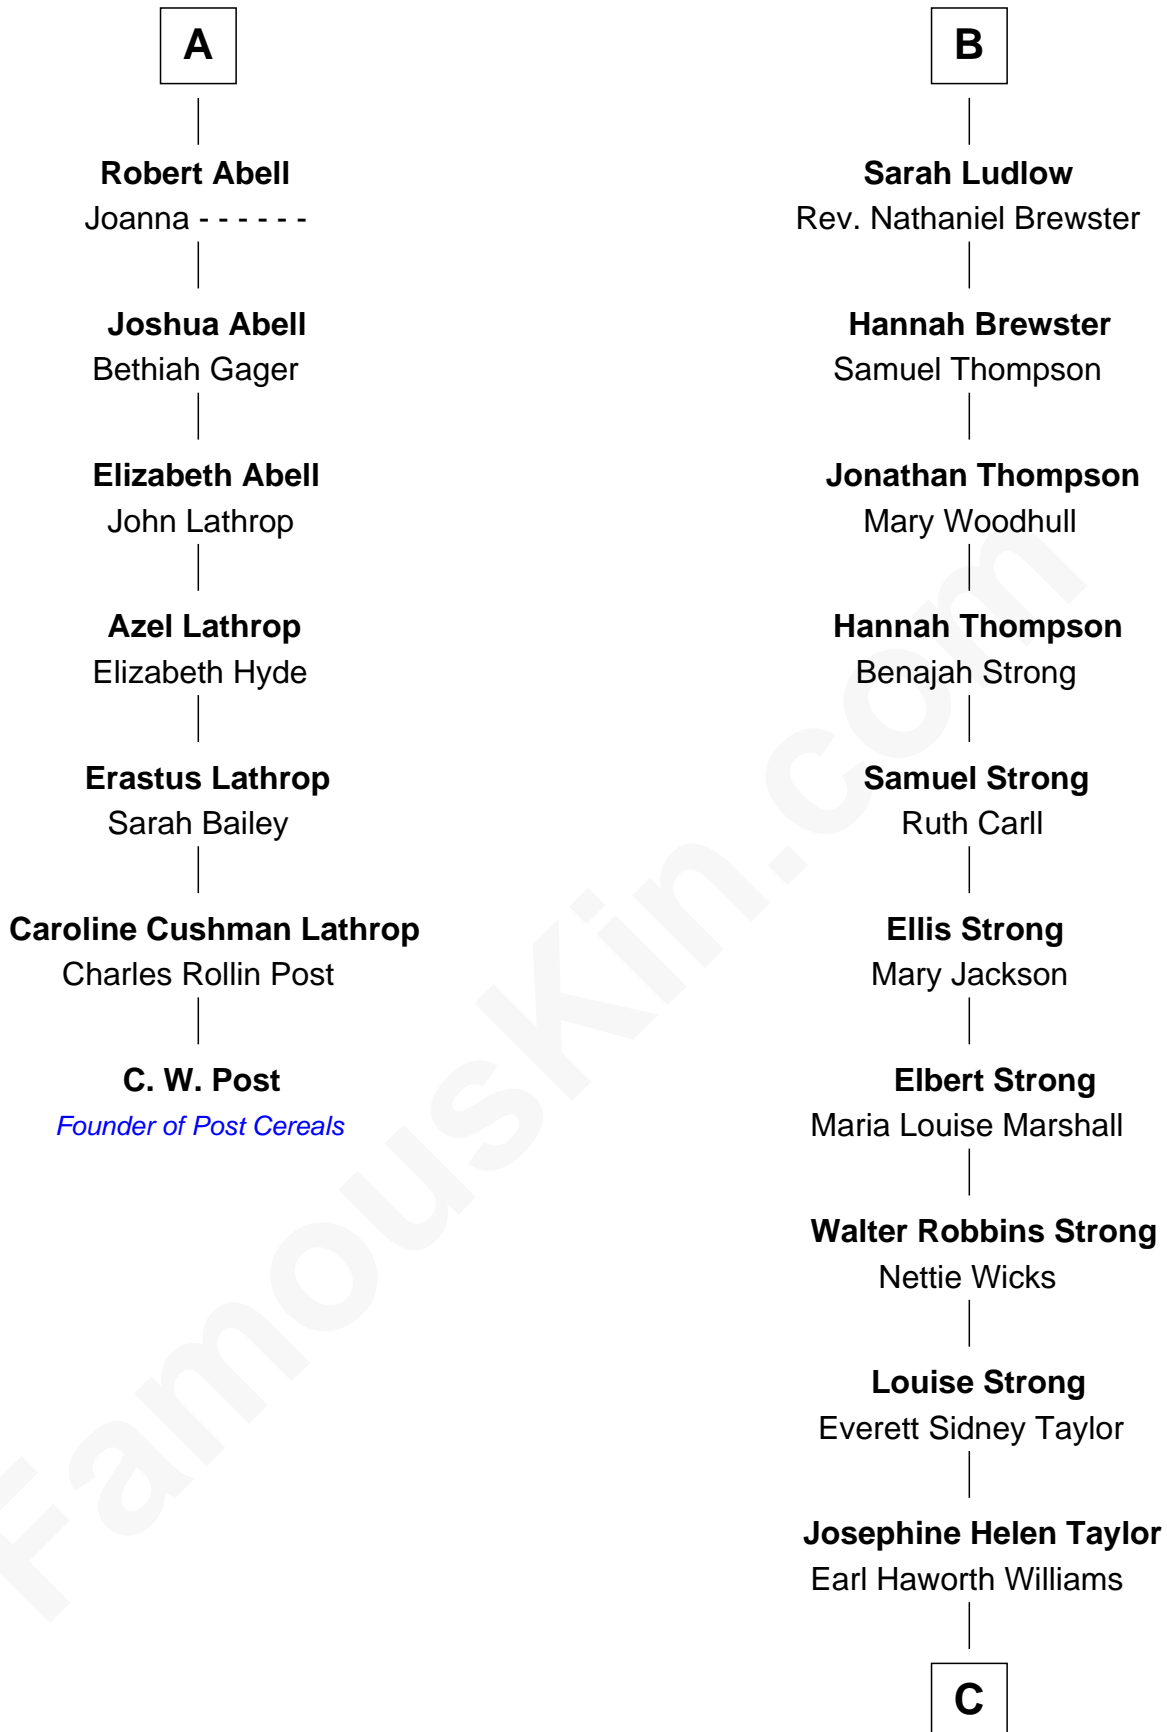 A
Robert Abell
Joanna - - - - - -
Joshua Abell
Bethiah Gager
Elizabeth Abell
John Lathrop
Azel Lathrop
Elizabeth Hyde
Erastus Lathrop
Sarah Bailey
Caroline Cushman Lathrop
Charles Rollin Post
C. W. Post
Founder of Post Cereals
B
Sarah Ludlow
Rev. Nathaniel Brewster
Hannah Brewster
Samuel Thompson
Jonathan Thompson
Mary Woodhull
Hannah Thompson
Benajah Strong
Samuel Strong
Ruth Carll
Ellis Strong
Mary Jackson
Elbert Strong
Maria Louise Marshall
Walter Robbins Strong
Nettie Wicks
Louise Strong
Everett Sidney Taylor
Josephine Helen Taylor
Earl Haworth Williams
C
FamousKin.com